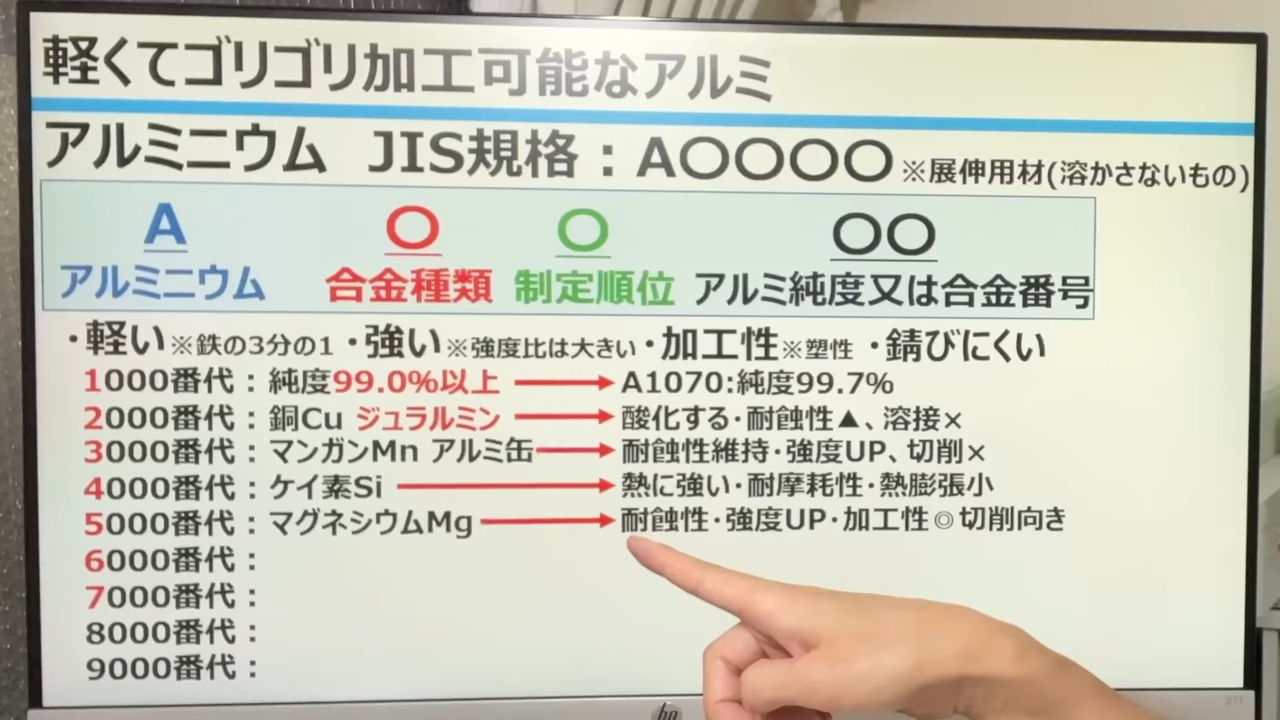 軽くてゴリゴリ加工可能なアルミ
アルミニウム JIS規格：A〇〇〇〇 ※展伸用材(溶かさないもの)
A 〇 〇 〇〇
アルミニウム 合金種類 制定順位 アルミ純度又は合金番号
・軽い※鉄の3分の1・強い※強度比は大きい・加工性※塑性 ・錆びにくい
1000番代：純度99.0%以上 → A1070:純度99.7%
2000番代：銅Cu ジュラルミン → 酸化する・耐蝕性▲、溶接×
3000番代：マンガンMn アルミ缶 → 耐蝕性維持・強度UP、切削×
4000番代：ケイ素Si → 熱に強い・耐摩耗性・熱膨張小
5000番代：マグネシウムMg → 耐蝕性・強度UP・加工性◎切削向き
6000番代：
7000番代：
8000番代：
9000番代：
hp